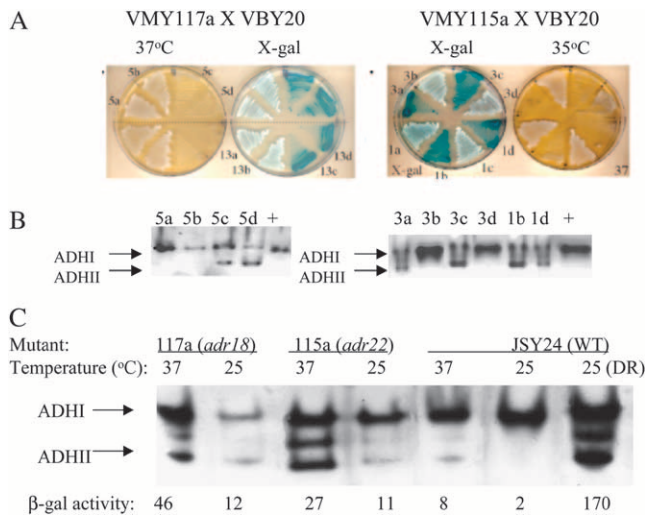 A
VMY117a X VBY20
VMY115a X VBY20
37°C
X-gal
X-gal
35°C
5b
5c
5a
5d
13a
13b
13c
13d
3b
3c
3a
3d
1a
1d
X-gal
1b
1c
37
B
5a 5b 5c 5d +
3a 3b 3c 3d 1b 1d +
ADHI
ADHII
ADHI
ADHII
C
Mutant: 117a (adr18) 115a (adr22) JSY24 (WT)
Temperature (°C): 37 25 37 25 37 25 25 (DR)
ADHI
ADHII
β-gal activity: 46 12 27 11 8 2 170